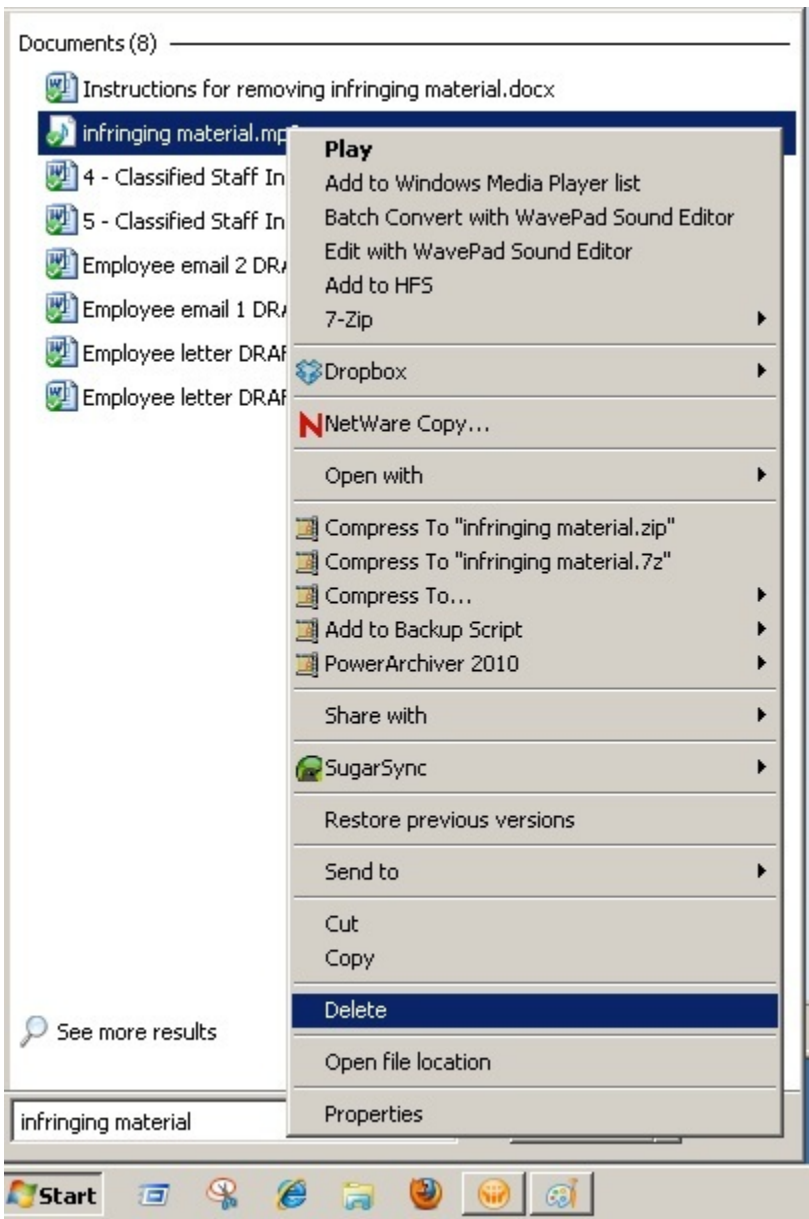 Documents (8)
Instructions for removing infringing material.docx
infringing material.mp
4 - Classified Staff In
5 - Classified Staff In
Employee email 2 DR
Employee email 1 DR
Employee letter DRAF
Employee letter DRAF
Play
Add to Windows Media Player list
Batch Convert with WavePad Sound Editor
Edit with WavePad Sound Editor
Add to HFS
7-Zip
Dropbox
NetWare Copy...
Open with
Compress To "infringing material.zip"
Compress To "infringing material.7z"
Compress To...
Add to Backup Script
PowerArchiver 2010
Share with
SugarSync
Restore previous versions
Send to
Cut
Copy
Delete
Open file location
Properties
See more results
infringing material
Start